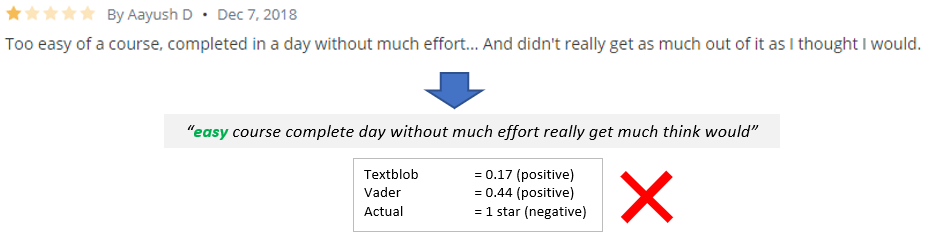 By Aayush D • Dec 7, 2018
Too easy of a course, completed in a day without much effort... And didn't really get as much out of it as I thought I would.
“easy course complete day without much effort really get much think would”
Textblob = 0.17 (positive)
Vader = 0.44 (positive)
Actual = 1 star (negative)